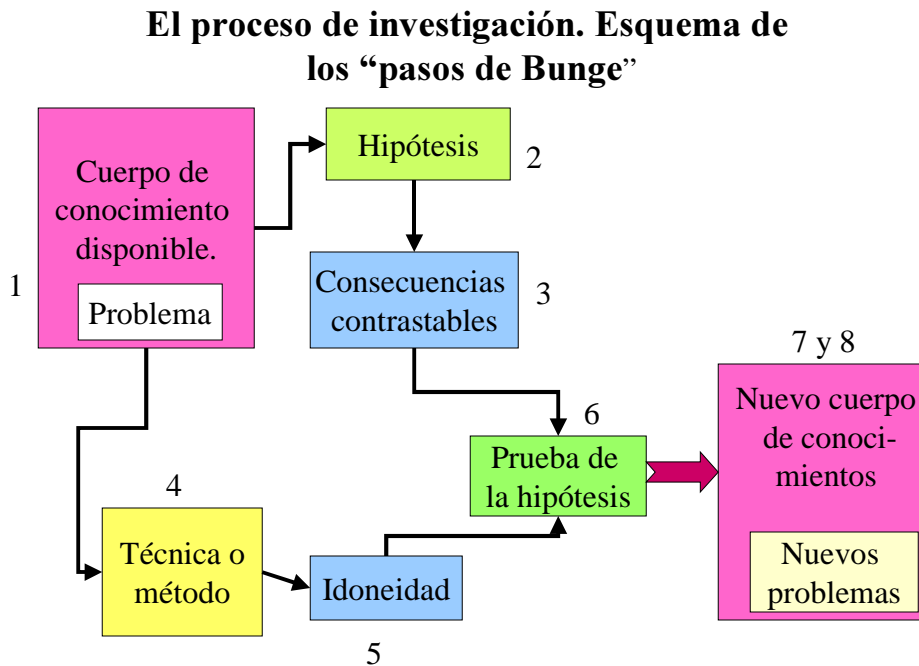 El proceso de investigación. Esquema de
los “pasos de Bunge”
1
Cuerpo de
conocimiento
disponible.
Problema
Hipótesis
2
Consecuencias
contrastables
3
4
Técnica o
método
Idoneidad
5
6
Prueba de
la hipótesis
7 y 8
Nuevo cuerpo
de conoci-
mientos
Nuevos
problemas